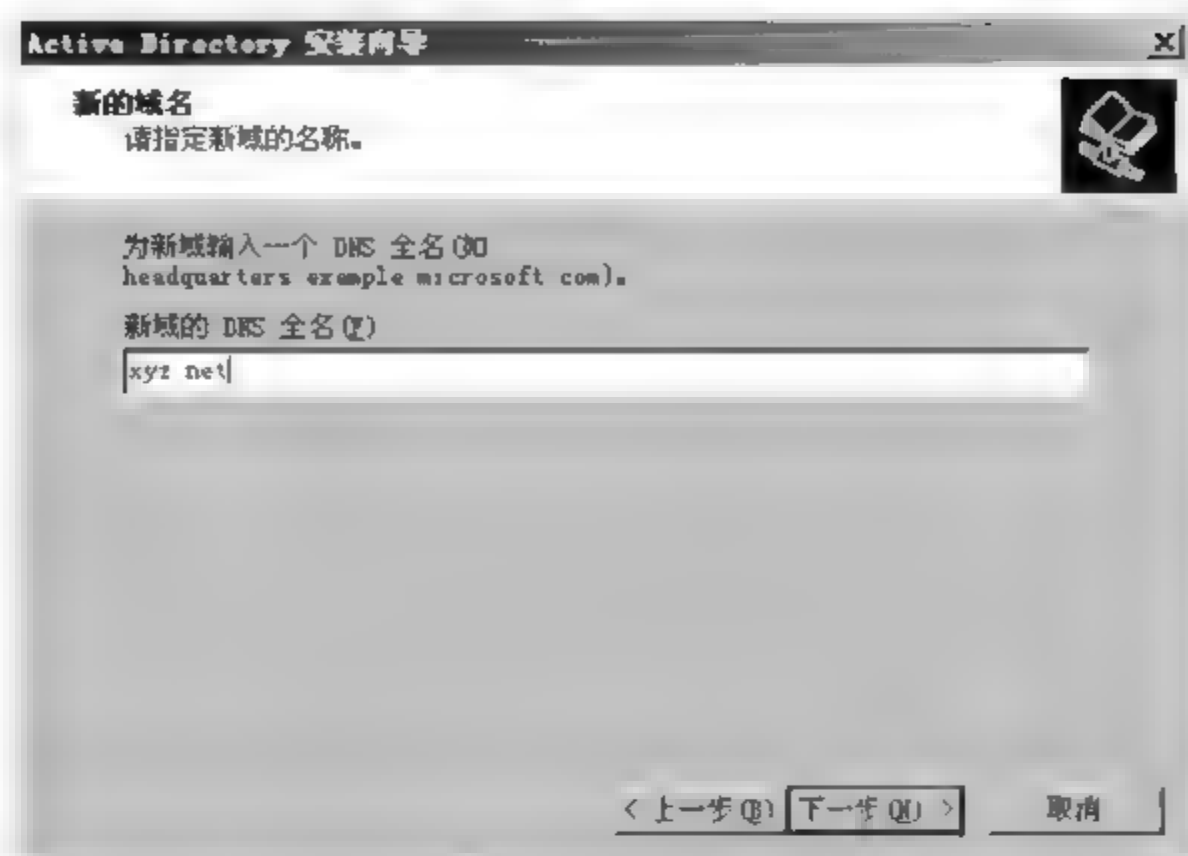 Active Directory 安装向导
新的域名
请指定新域的名称。
为新域输入一个 DNS 全名(如
headquarters example microsoft com)。
新域的 DNS 全名(F)
xyz net
< 上一步(B)
下一步(N) >
取消